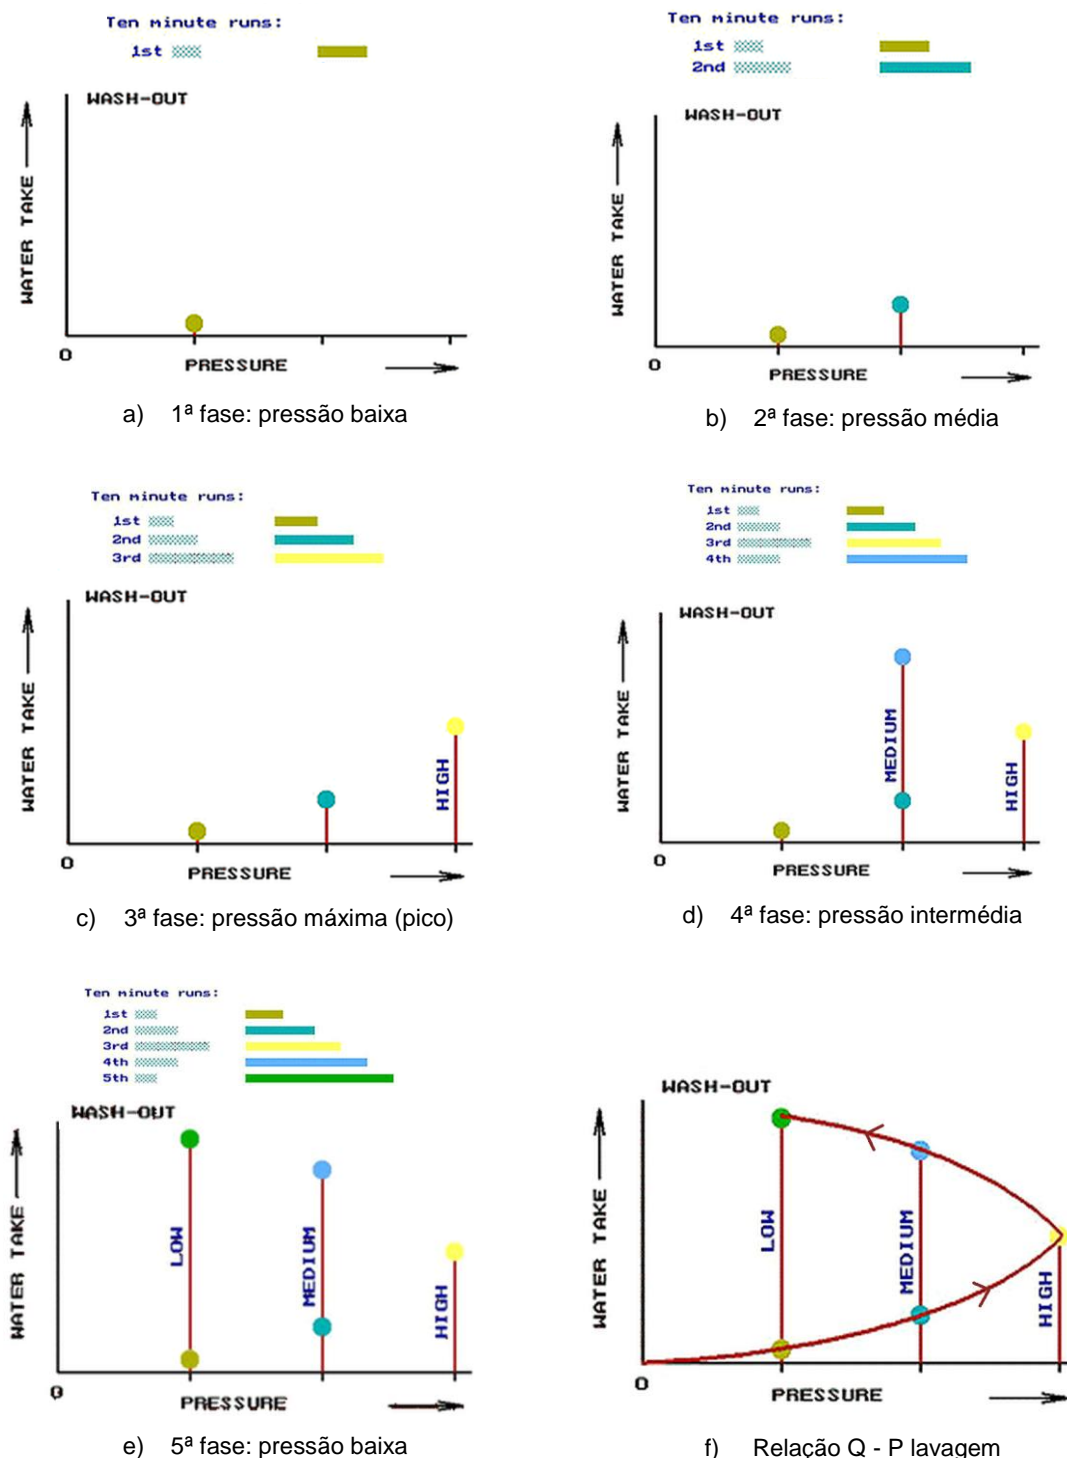 Ten minute runs:
1st
WASH-OUT
WATER TAKE
0
PRESSURE
a) 1ª fase: pressão baixa
Ten minute runs:
1st
2nd
WASH-OUT
WATER TAKE
0
PRESSURE
b) 2ª fase: pressão média
Ten minute runs:
1st
2nd
3rd
WASH-OUT
WATER TAKE
HIGH
0
PRESSURE
c) 3ª fase: pressão máxima (pico)
Ten minute runs:
1st
2nd
3rd
4th
WASH-OUT
WATER TAKE
MEDIUM
HIGH
0
PRESSURE
d) 4ª fase: pressão intermédia
Ten minute runs:
1st
2nd
3rd
4th
5th
WASH-OUT
WATER TAKE
LOW
MEDIUM
HIGH
0
PRESSURE
e) 5ª fase: pressão baixa
WASH-OUT
WATER TAKE
LOW
MEDIUM
HIGH
0
PRESSURE
f) Relação Q - P lavagem